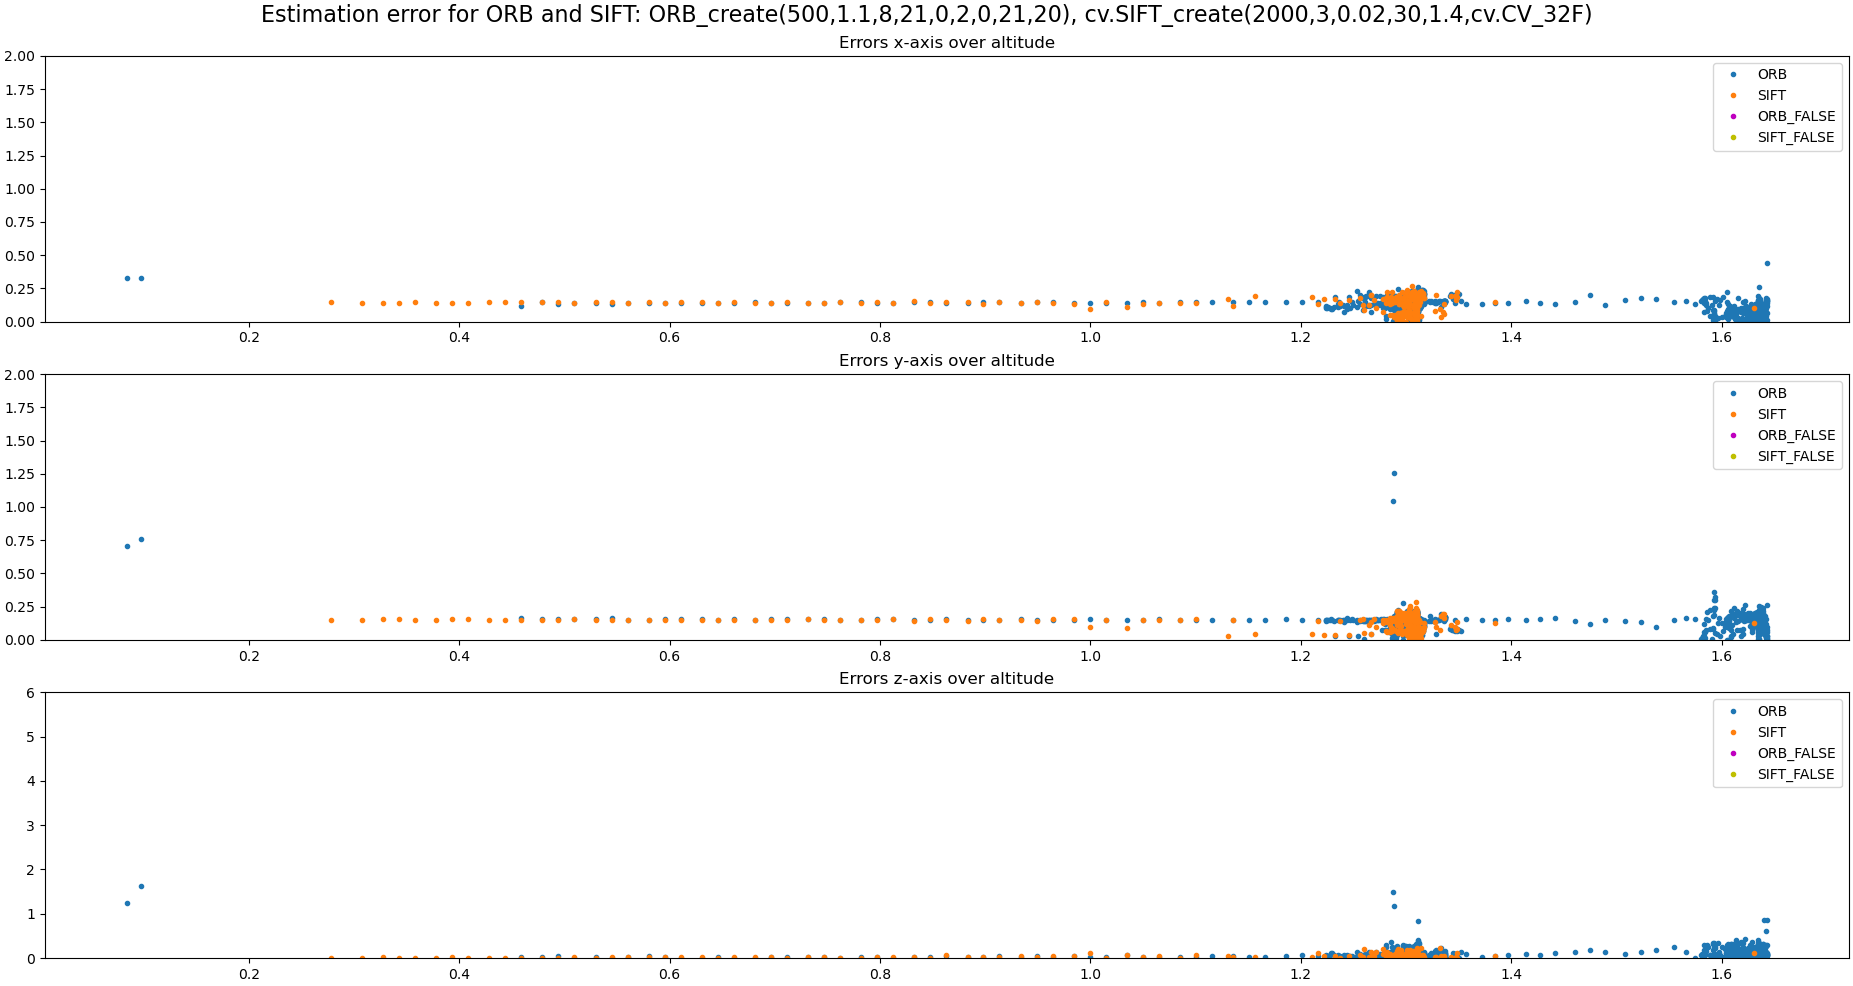 Estimation error for ORB and SIFT: ORB_create(500,1.1,8,21,0,2,0,21,20), cv.SIFT_create(2000,3,0.02,30,1.4,cv.CV_32F)
Errors x-axis over altitude
2.00
1.75
1.50
1.25
1.00
0.75
0.50
0.25
0.00
ORB
SIFT
ORB_FALSE
SIFT_FALSE
0.2 0.4 0.6 0.8 1.0 1.2 1.4 1.6
Errors y-axis over altitude
2.00
1.75
1.50
1.25
1.00
0.75
0.50
0.25
0.00
ORB
SIFT
ORB_FALSE
SIFT_FALSE
0.2 0.4 0.6 0.8 1.0 1.2 1.4 1.6
Errors z-axis over altitude
6
5
4
3
2
1
0
ORB
SIFT
ORB_FALSE
SIFT_FALSE
0.2 0.4 0.6 0.8 1.0 1.2 1.4 1.6